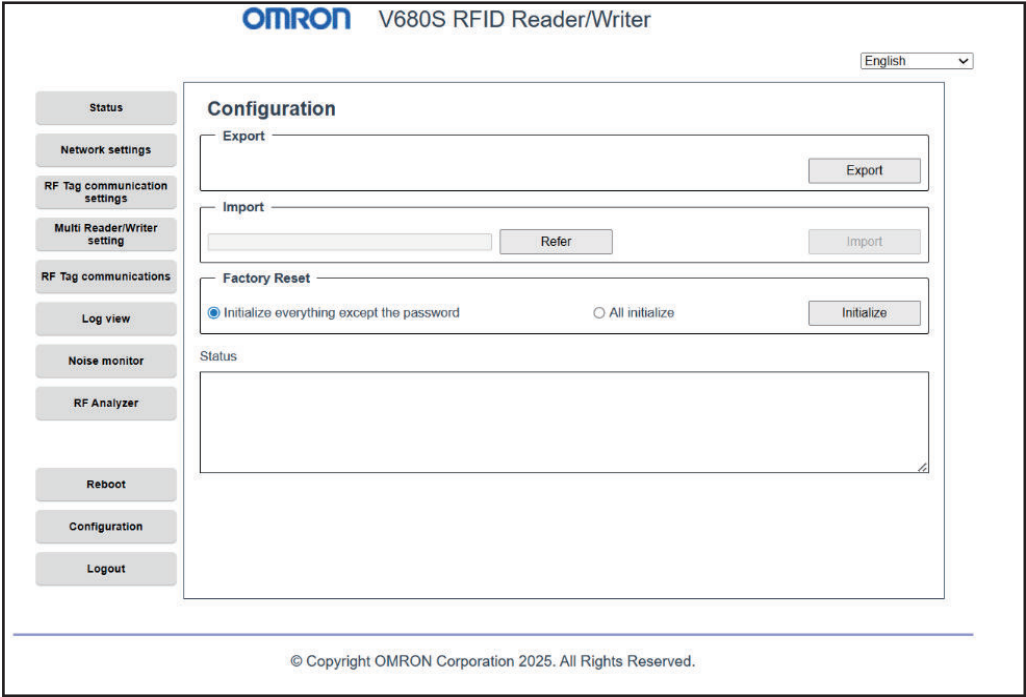 OMRON V680S RFID Reader/Writer
English
Status
Network settings
RF Tag communication
settings
Multi Reader/Writer
setting
RF Tag communications
Log view
Noise monitor
RF Analyzer
Reboot
Configuration
Logout
Configuration
Export
Export
Import
Refer
Import
Factory Reset
Initialize everything except the password
All initialize
Initialize
Status
© Copyright OMRON Corporation 2025. All Rights Reserved.